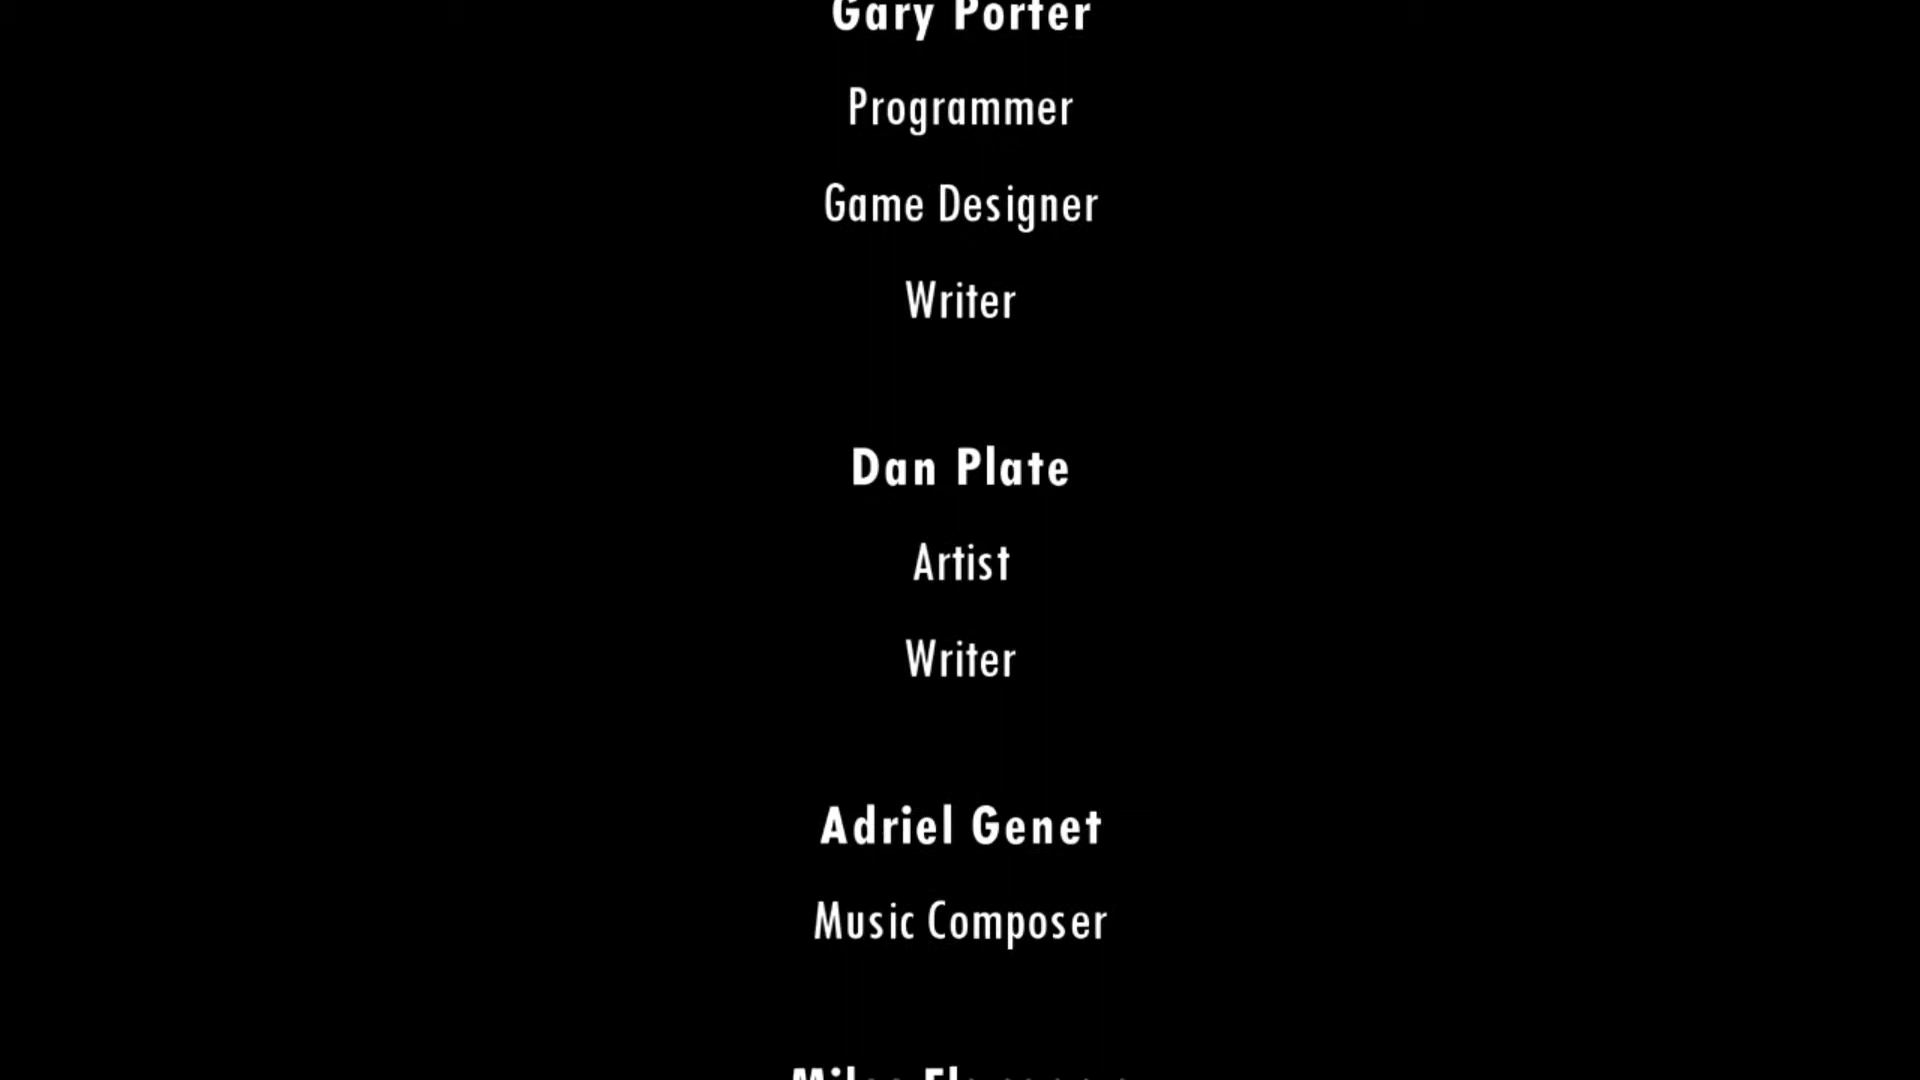 Gary Porter
Programmer
Game Designer
Writer
Dan Plate
Artist
Writer
Adriel Genet
Music Composer